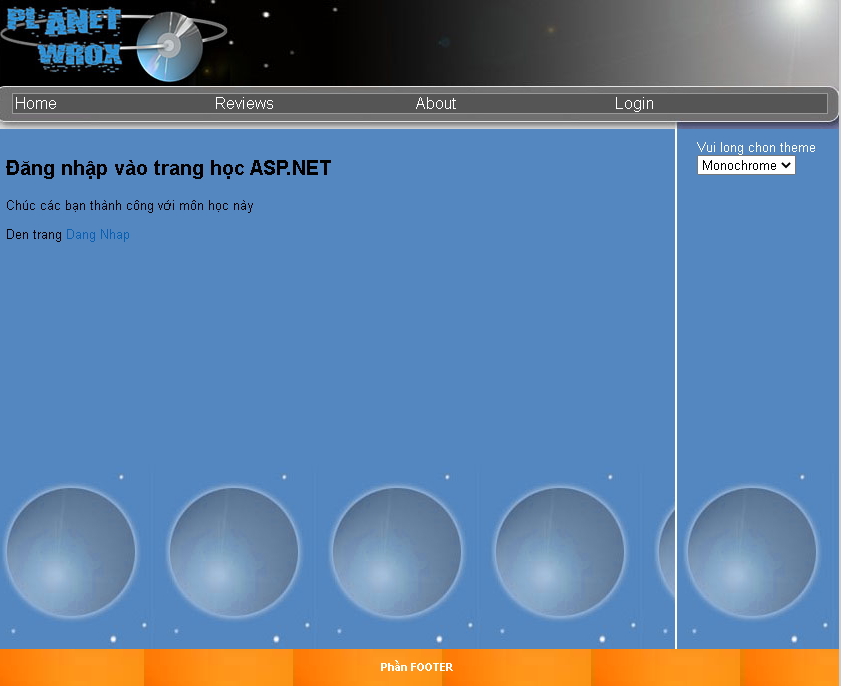 PLANET
WROX
Home Reviews About Login
Vui long chon theme
Monochrome
Đăng nhập vào trang học ASP.NET
Chúc các bạn thành công với môn học này
Den trang Dang Nhap
Phần FOOTER